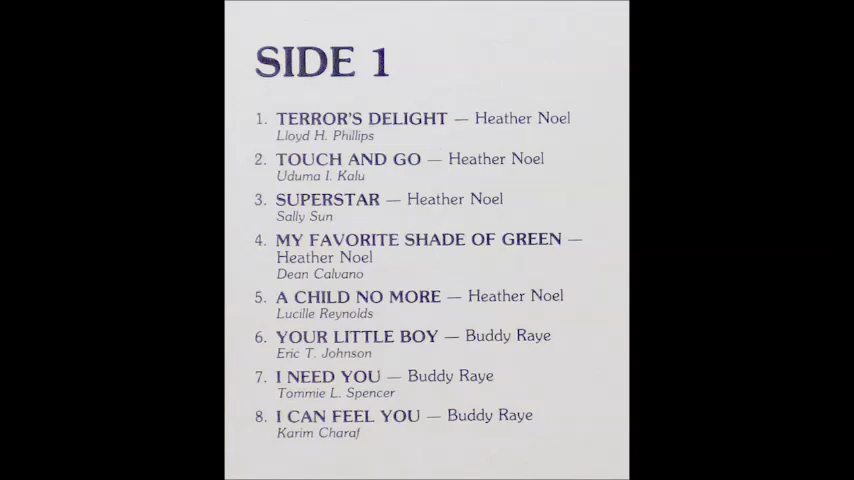 SIDE 1
1. TERROR'S DELIGHT — Heather Noel
Lloyd H. Phillips
2. TOUCH AND GO — Heather Noel
Uduma I. Kalu
3. SUPERSTAR — Heather Noel
Sally Sun
4. MY FAVORITE SHADE OF GREEN —
Heather Noel
Dean Calvano
5. A CHILD NO MORE — Heather Noel
Lucille Reynolds
6. YOUR LITTLE BOY — Buddy Raye
Eric T. Johnson
7. I NEED YOU — Buddy Raye
Tommie L. Spencer
8. I CAN FEEL YOU — Buddy Raye
Karim Charaf